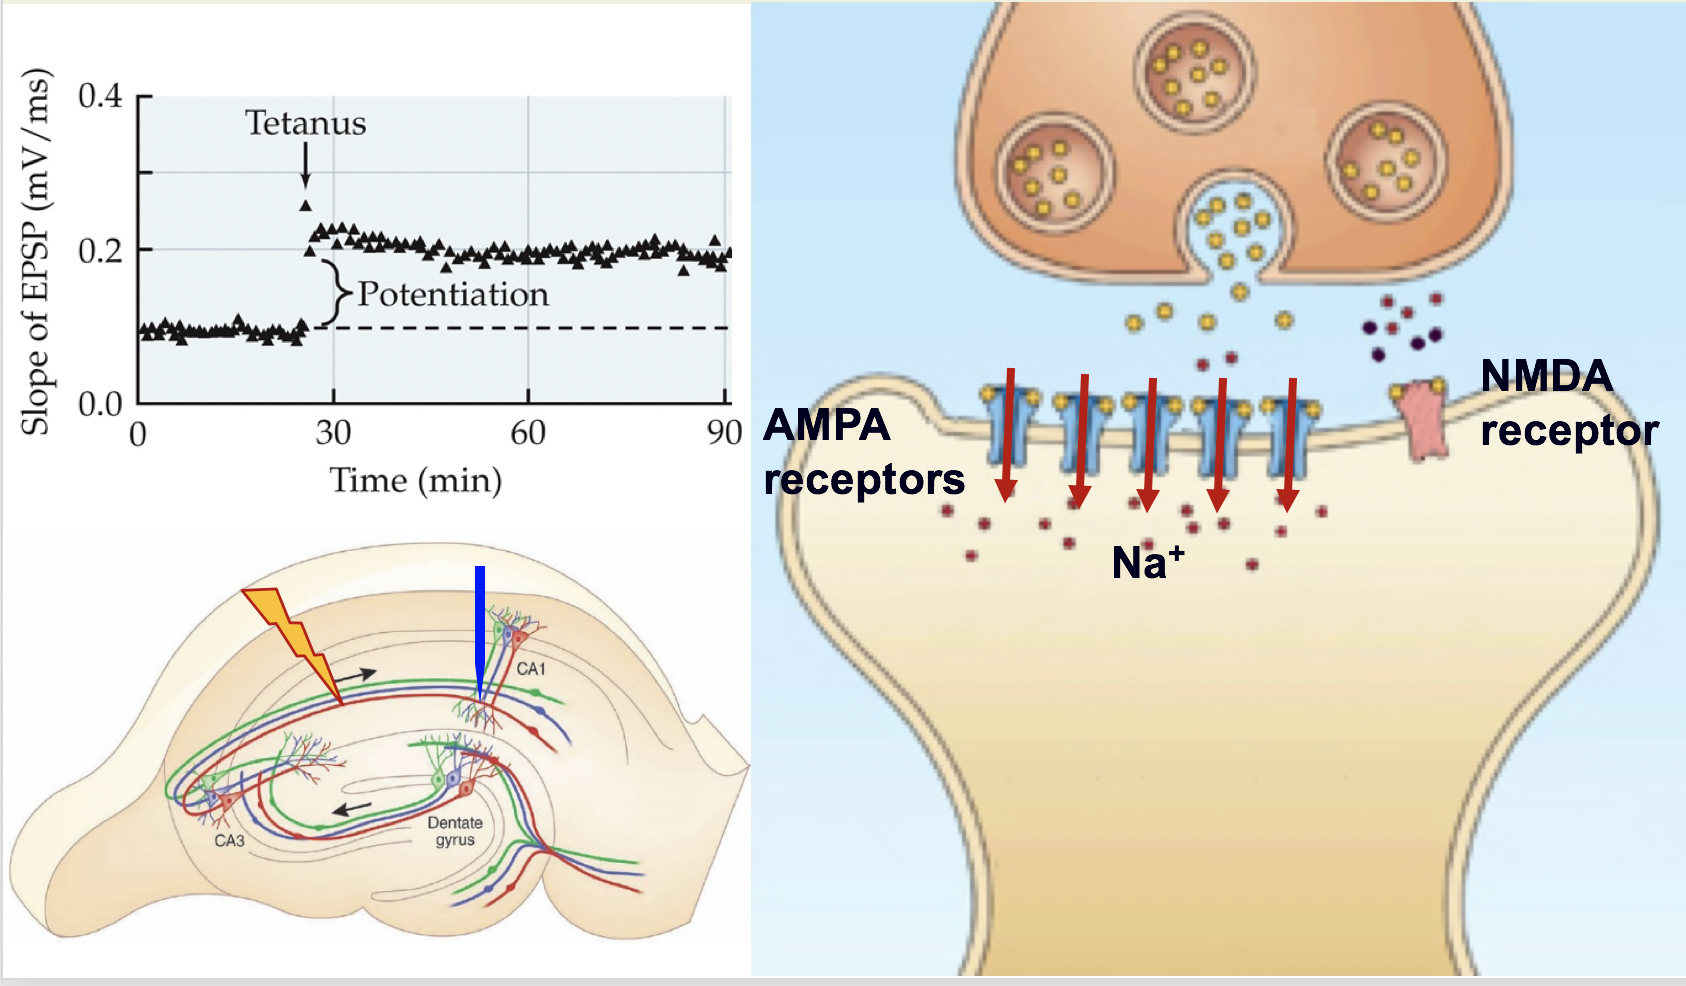 Slope of EPSP (mV/ms)
0.4
Tetanus
0.2
Potentiation
0.0
0 30 60 90
Time (min)
CA1
CA3
Dentate
gyrus
AMPA
receptors
NMDA
receptor
Na⁺